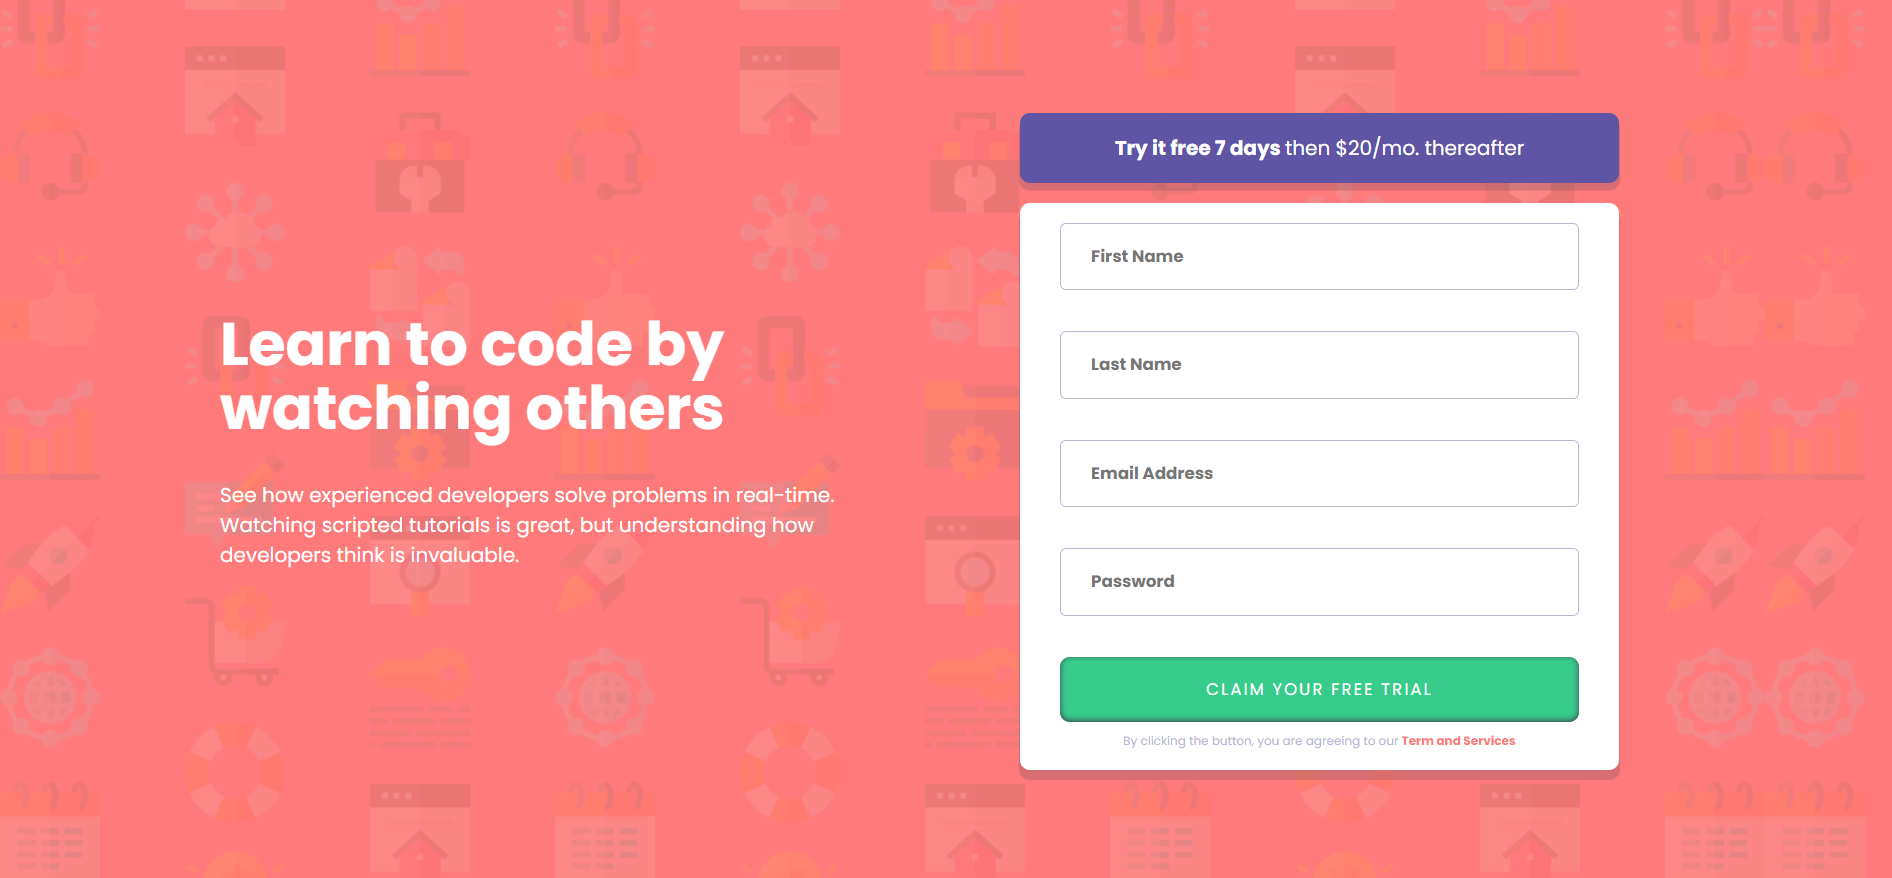 Learn to code by
watching others
See how experienced developers solve problems in real-time.
Watching scripted tutorials is great, but understanding how
developers think is invaluable.
Try it free 7 days then $20/mo. thereafter
First Name
Last Name
Email Address
Password
CLAIM YOUR FREE TRIAL
By clicking the button, you are agreeing to our Term and Services